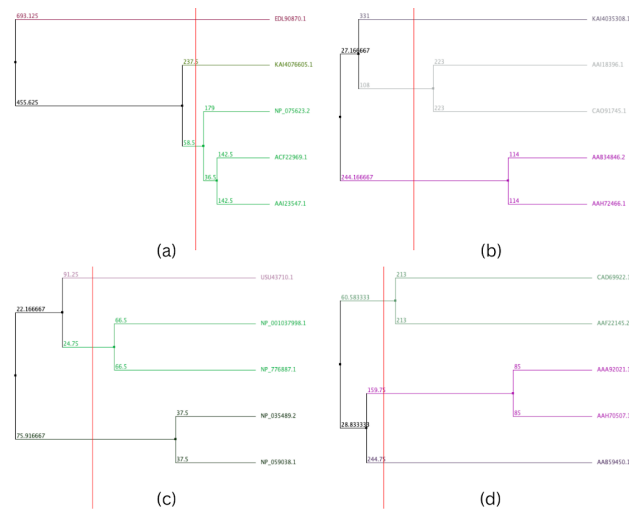 693.125
EDL90870.1
237.5
KAI4076605.1
455.625
179
NP_075623.2
58.5
142.5
ACF22969.1
36.5
142.5
AAI23547.1
(a)
331
KAI4035308.1
27.166667
223
AAI18396.1
108
223
CAD91745.1
114
AAB34846.2
244.166667
114
AAH72466.1
(b)
91.25
USU43710.1
22.166667
66.5
NP_001037998.1
24.75
66.5
NP_776887.1
37.5
NP_035489.2
75.916667
37.5
NP_059038.1
(c)
213
CAD69922.1
60.583333
213
AAF22145.2
85
AAA92021.1
159.75
85
AAH70507.1
28.833333
244.75
AAB59450.1
(d)